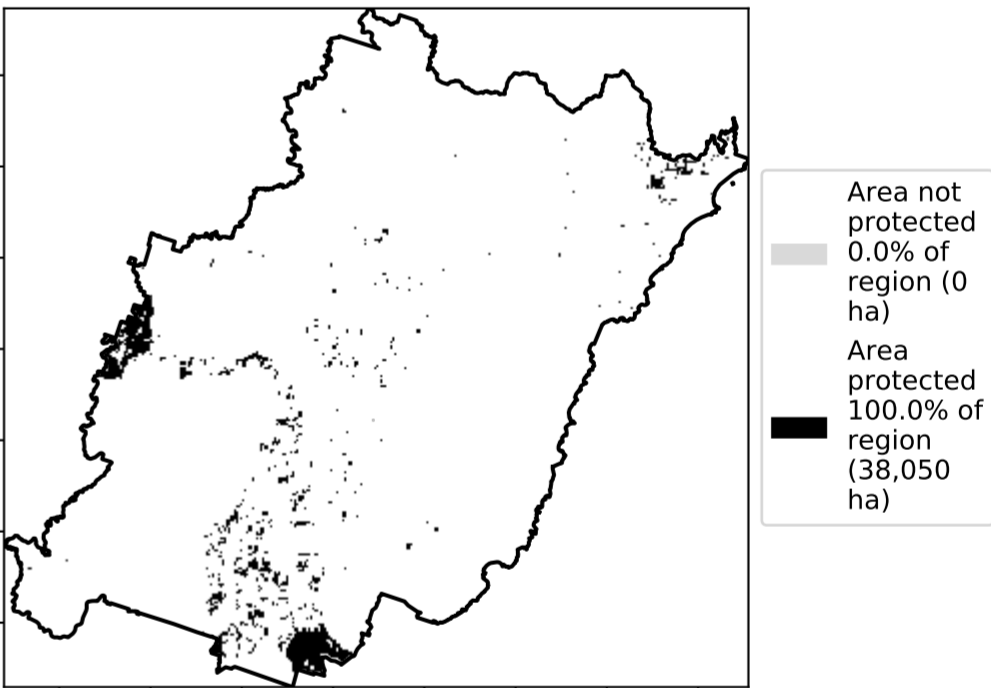 Area not
protected
0.0% of
region (0
ha)
Area
protected
100.0% of
region
(38,050
ha)